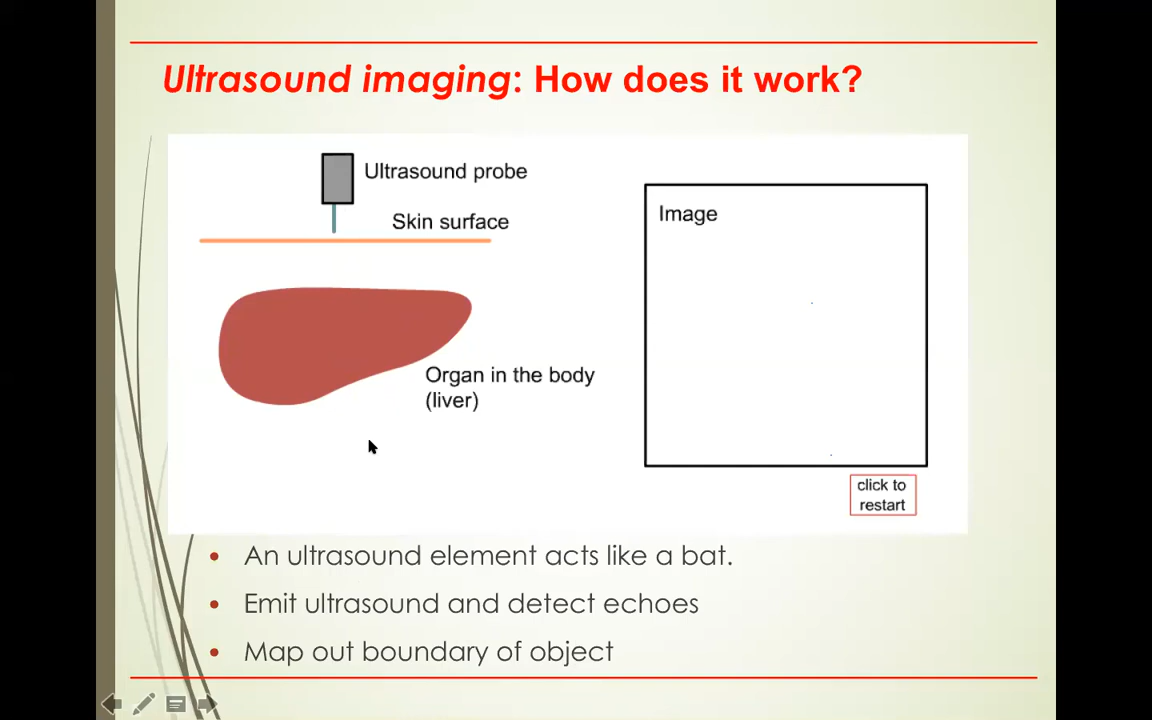 Ultrasound imaging: How does it work?
Ultrasound probe
Skin surface
Image
Organ in the body
(liver)
click to
restart
• An ultrasound element acts like a bat.
• Emit ultrasound and detect echoes
• Map out boundary of object